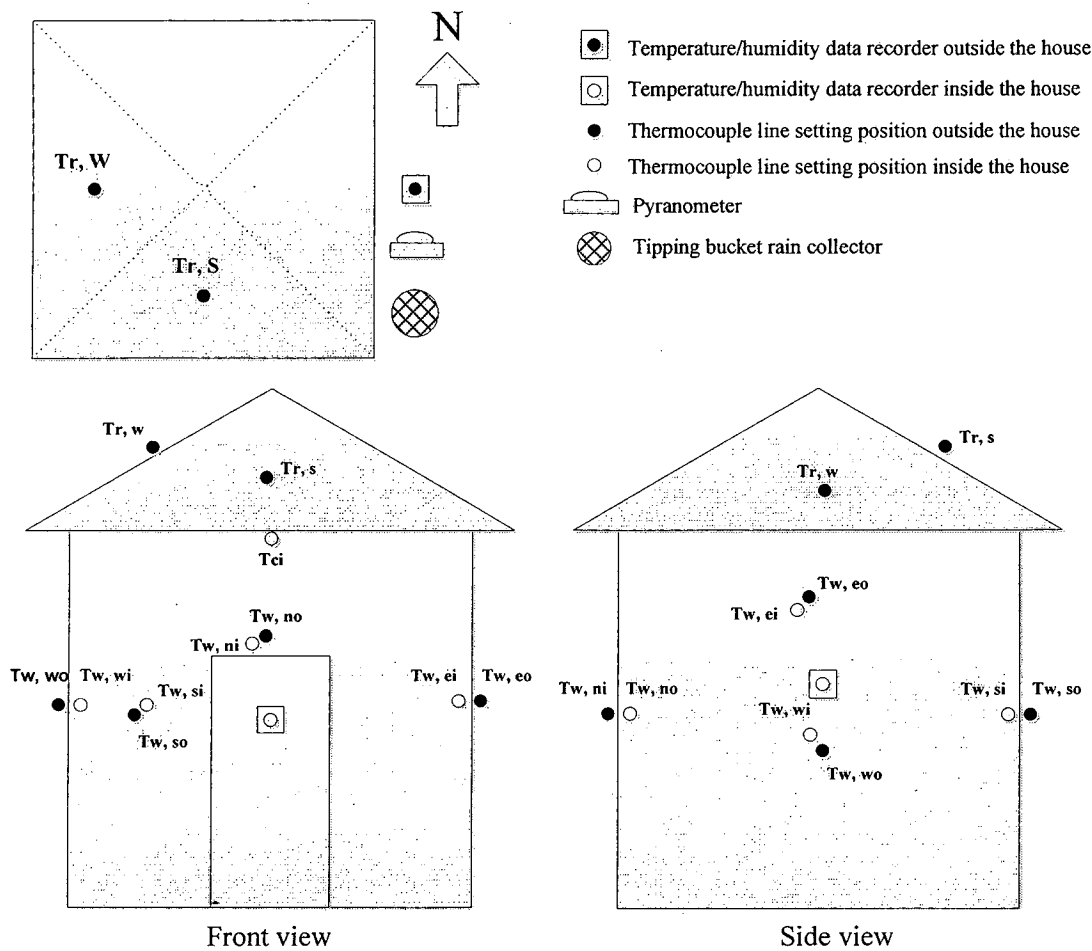 N
Tr, W
Tr, S
Temperature/humidity data recorder outside the house
Temperature/humidity data recorder inside the house
Thermocouple line setting position outside the house
Thermocouple line setting position inside the house
Pyranometer
Tipping bucket rain collector
Tr, w
Tr, s
Tci
Tw, no
Tw, ni
Tw, wo
Tw, wi
Tw, si
Tw, so
Tw, ei
Tw, eo
Front view
Tr, s
Tr, w
Tw, eo
Tw, ei
Tw, ni
Tw, no
Tw, wi
Tw, wo
Tw, si
Tw, so
Side view